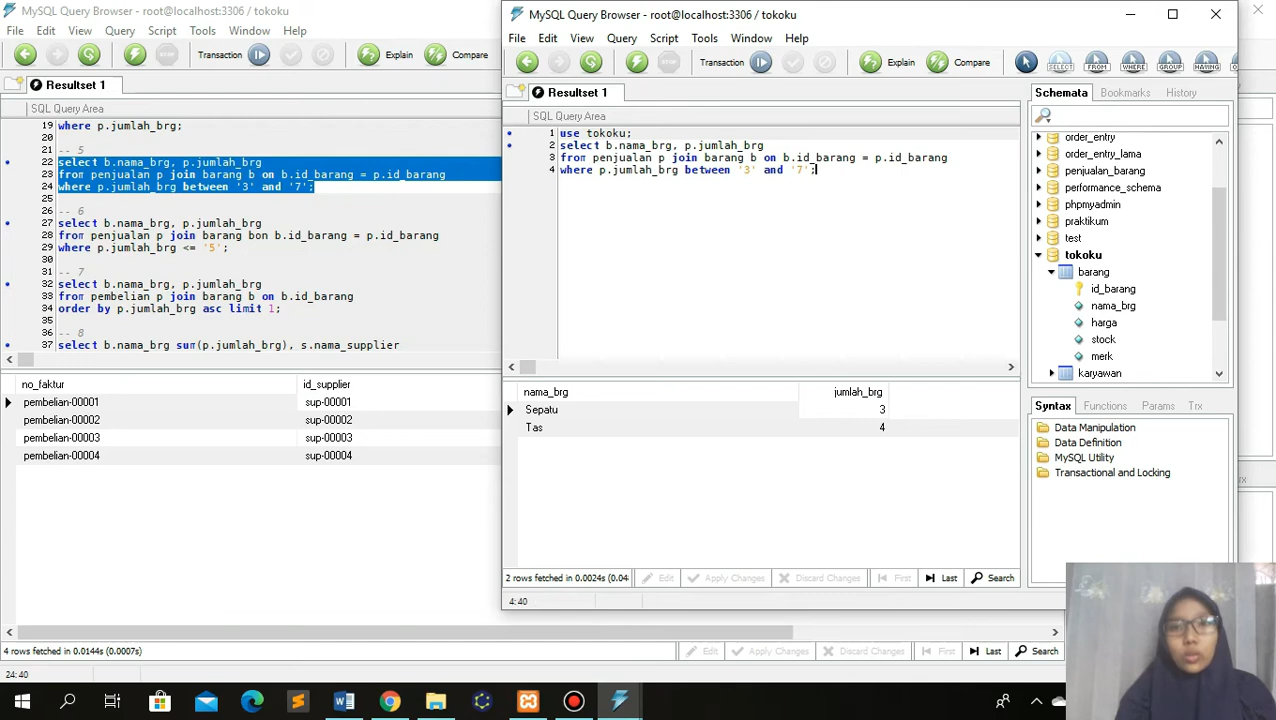 MySQL Query Browser - root@localhost:3306 / tokoku
File Edit View Query Script Tools Window Help
Transaction Explain Compare
Resultset 1
SQL Query Area
19 where p.jumlah_brg;
20
21 -- 5
22 select b.nama_brg, p.jumlah_brg
23 from penjualan p join barang b on b.id_barang = p.id_barang
24 where p.jumlah_brg between '3' and '7';
25
26 -- 6
27 select b.nama_brg, p.jumlah_brg
28 from penjualan p join barang bon b.id_barang = p.id_barang
29 where p.jumlah_brg <= '5';
30
31 -- 7
32 select b.nama_brg, p.jumlah_brg
33 from pembelian p join barang b on b.id_barang
34 order by p.jumlah_brg asc limit 1;
35
36 -- 8
37 select b.nama_brg sum(p.jumlah_brg), s.nama_supplier
no_faktur id_supplier
pembelian-00001 sup-00001
pembelian-00002 sup-00002
pembelian-00003 sup-00003
pembelian-00004 sup-00004
4 rows fetched in 0.0144s (0.0007s)
Edit Apply Changes Discard Changes First Last Search
24:40
MySQL Query Browser - root@localhost:3306 / tokoku
File Edit View Query Script Tools Window Help
Transaction Explain Compare SELECT FROM WHERE GROUP HAVING
Resultset 1
SQL Query Area
1 use tokoku;
2 select b.nama_brg, p.jumlah_brg
3 from penjualan p join barang b on b.id_barang = p.id_barang
4 where p.jumlah_brg between '3' and '7';
nama_brg jumlah_brg
Sepatu 3
Tas 4
2 rows fetched in 0.0024s (0.04
Edit Apply Changes Discard Changes First Last Search
4:40
Schemata Bookmarks History
order_entry
order_entry_lama
penjualan_barang
performance_schema
phpmyadmin
praktikum
test
tokoku
barang
id_barang
nama_brg
harga
stock
merk
karyawan
Syntax Functions Params Trx
Data Manipulation
Data Definition
MySQL Utility
Transactional and Locking